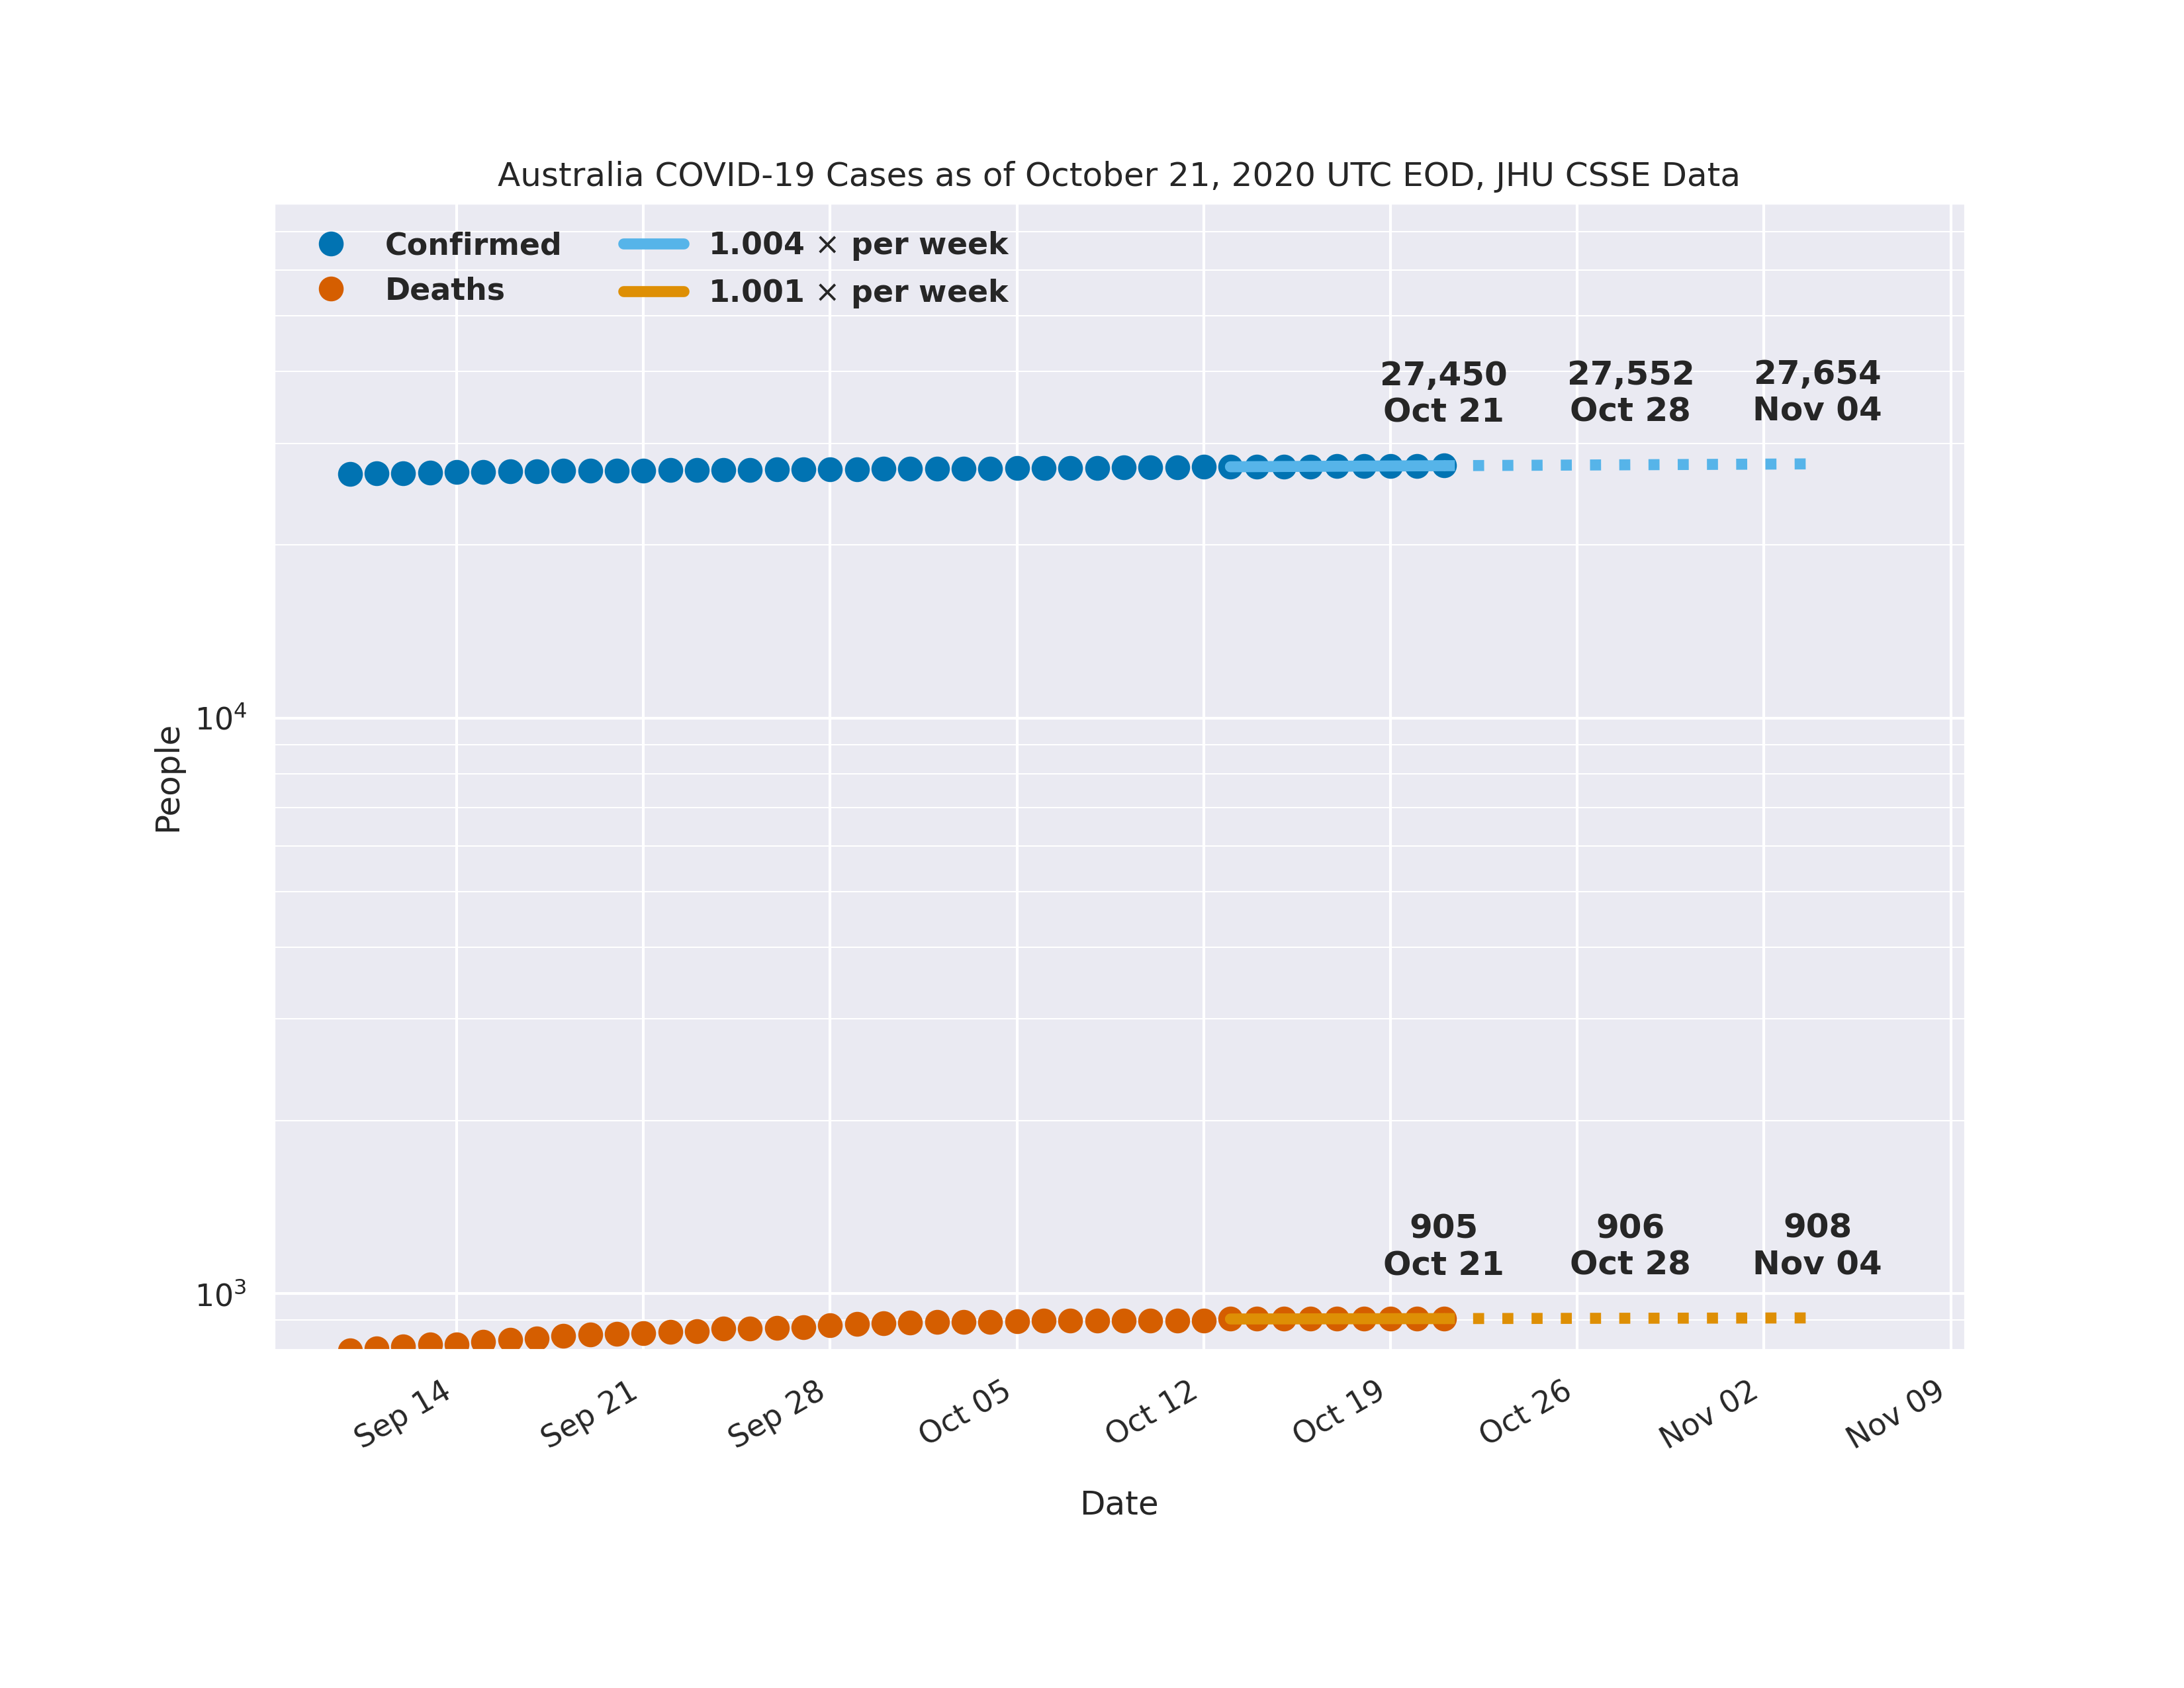 Australia COVID-19 Cases as of October 21, 2020 UTC EOD, JHU CSSE Data
Confirmed
Deaths
1.004 × per week
1.001 × per week
27,450
Oct 21
27,552
Oct 28
27,654
Nov 04
10⁴
People
905
Oct 21
906
Oct 28
908
Nov 04
10³
Sep 14
Sep 21
Sep 28
Oct 05
Oct 12
Oct 19
Oct 26
Nov 02
Nov 09
Date